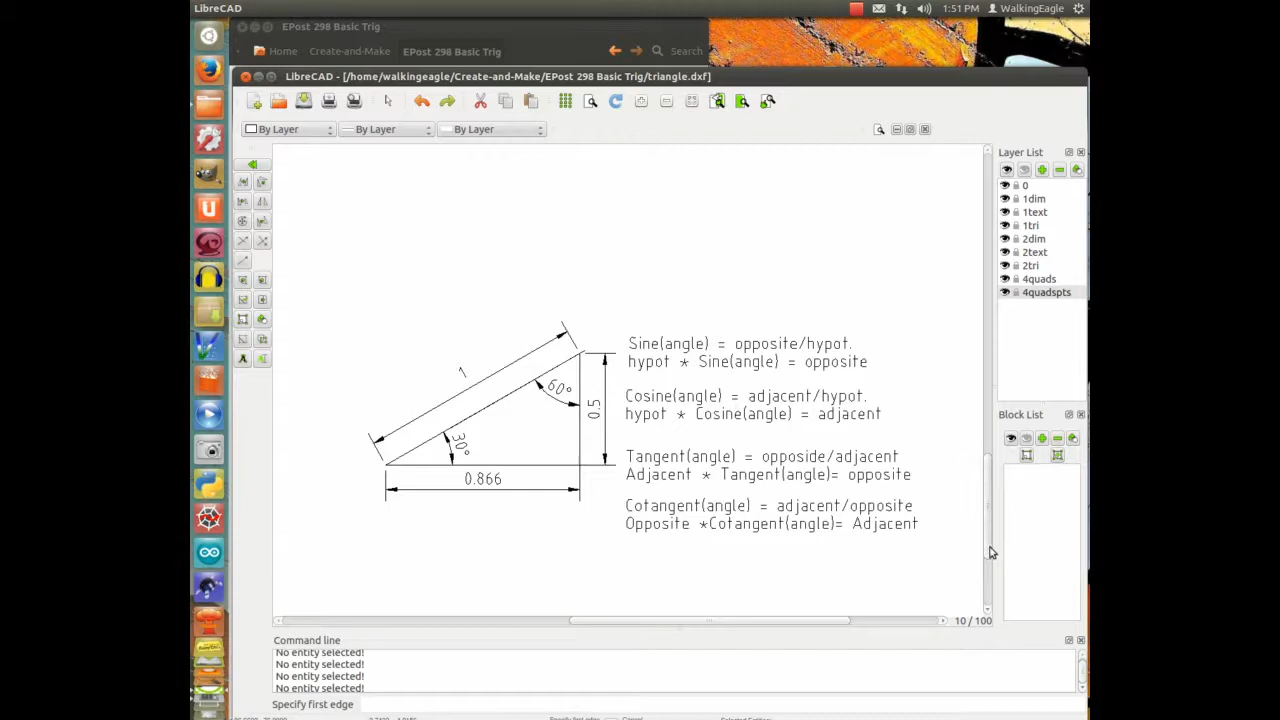 LibreCAD
1:51 PM
WalkingEagle
EPost 298 Basic Trig
Home
Create-and-Make
EPost 298 Basic Trig
Search
LibreCAD - [/home/walkingeagle/Create-and-Make/EPost 298 Basic Trig/triangle.dxf]
By Layer
By Layer
By Layer
Layer List
0
1dim
1text
1tri
2dim
2text
2tri
4quads
4quadspts
1
60°
30°
0.5
0.866
Sine(angle) = opposite/hypot.
hypot * Sine(angle) = opposite
Cosine(angle) = adjacent/hypot.
hypot * Cosine(angle) = adjacent
Tangent(angle) = opposide/adjacent
Adjacent * Tangent(angle)= opposite
Cotangent(angle) = adjacent/opposite
Opposite *Cotangent(angle)= Adjacent
Block List
10 / 100
Command line
No entity selected!
No entity selected!
No entity selected!
No entity selected!
Specify first edge